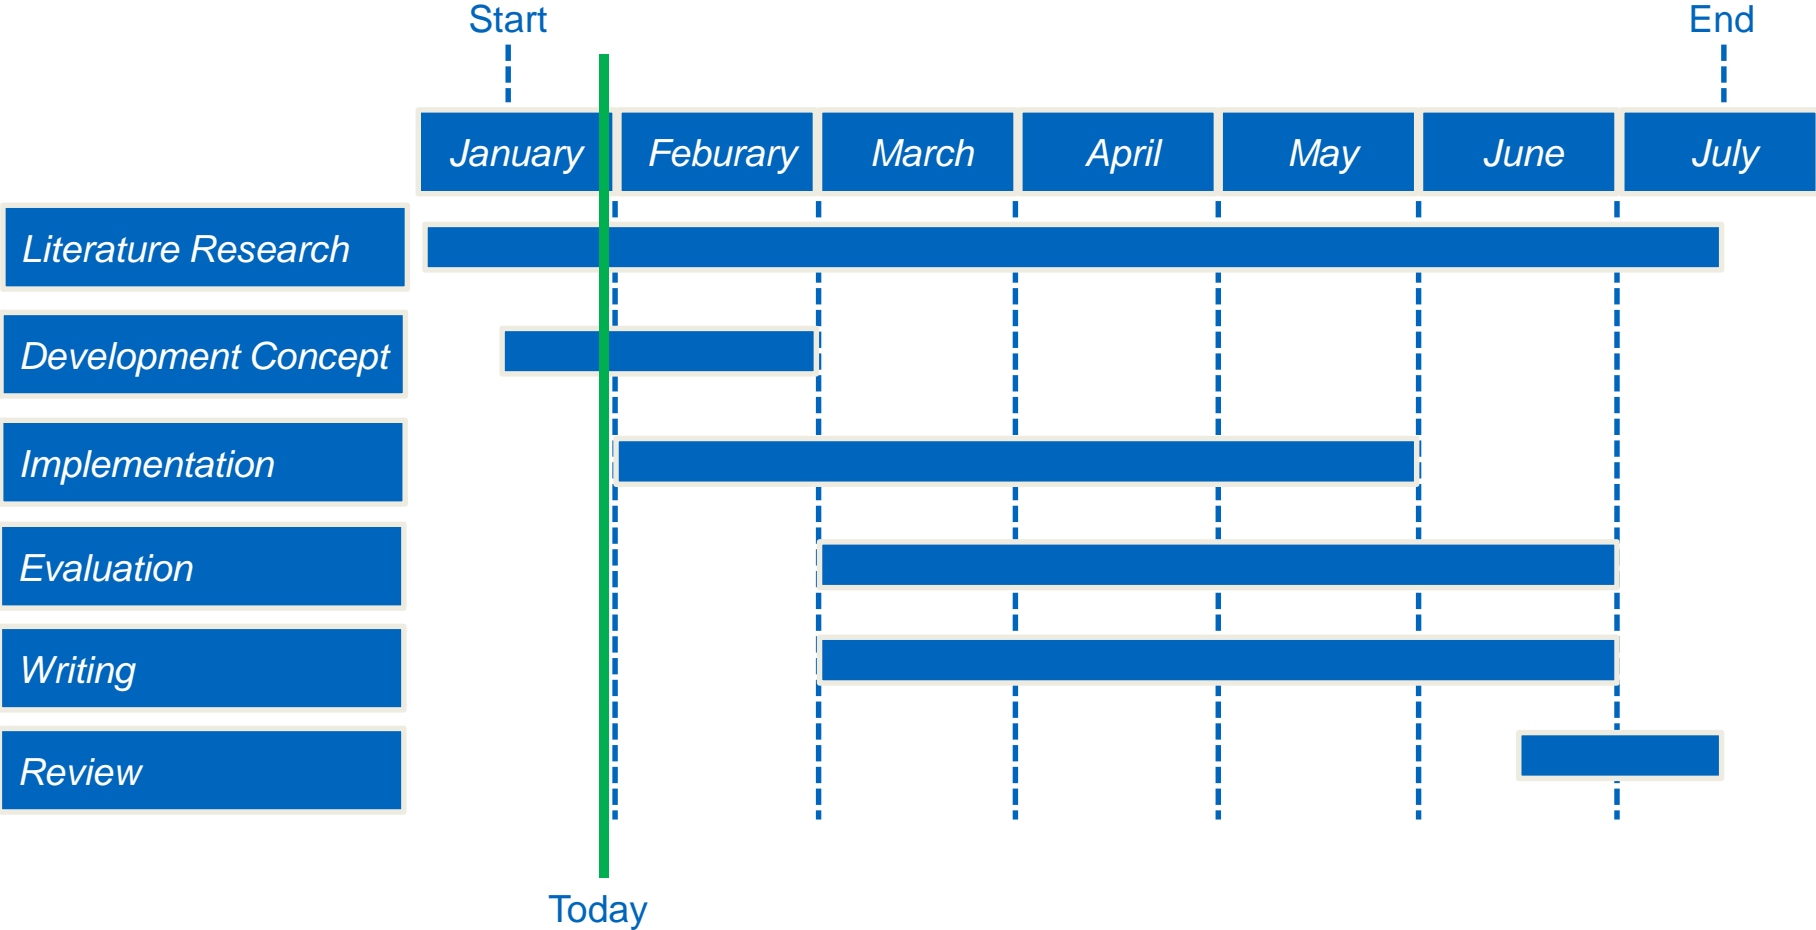 Start
End
January
Feburary
March
April
May
June
July
Literature Research
Development Concept
Implementation
Evaluation
Writing
Review
Today